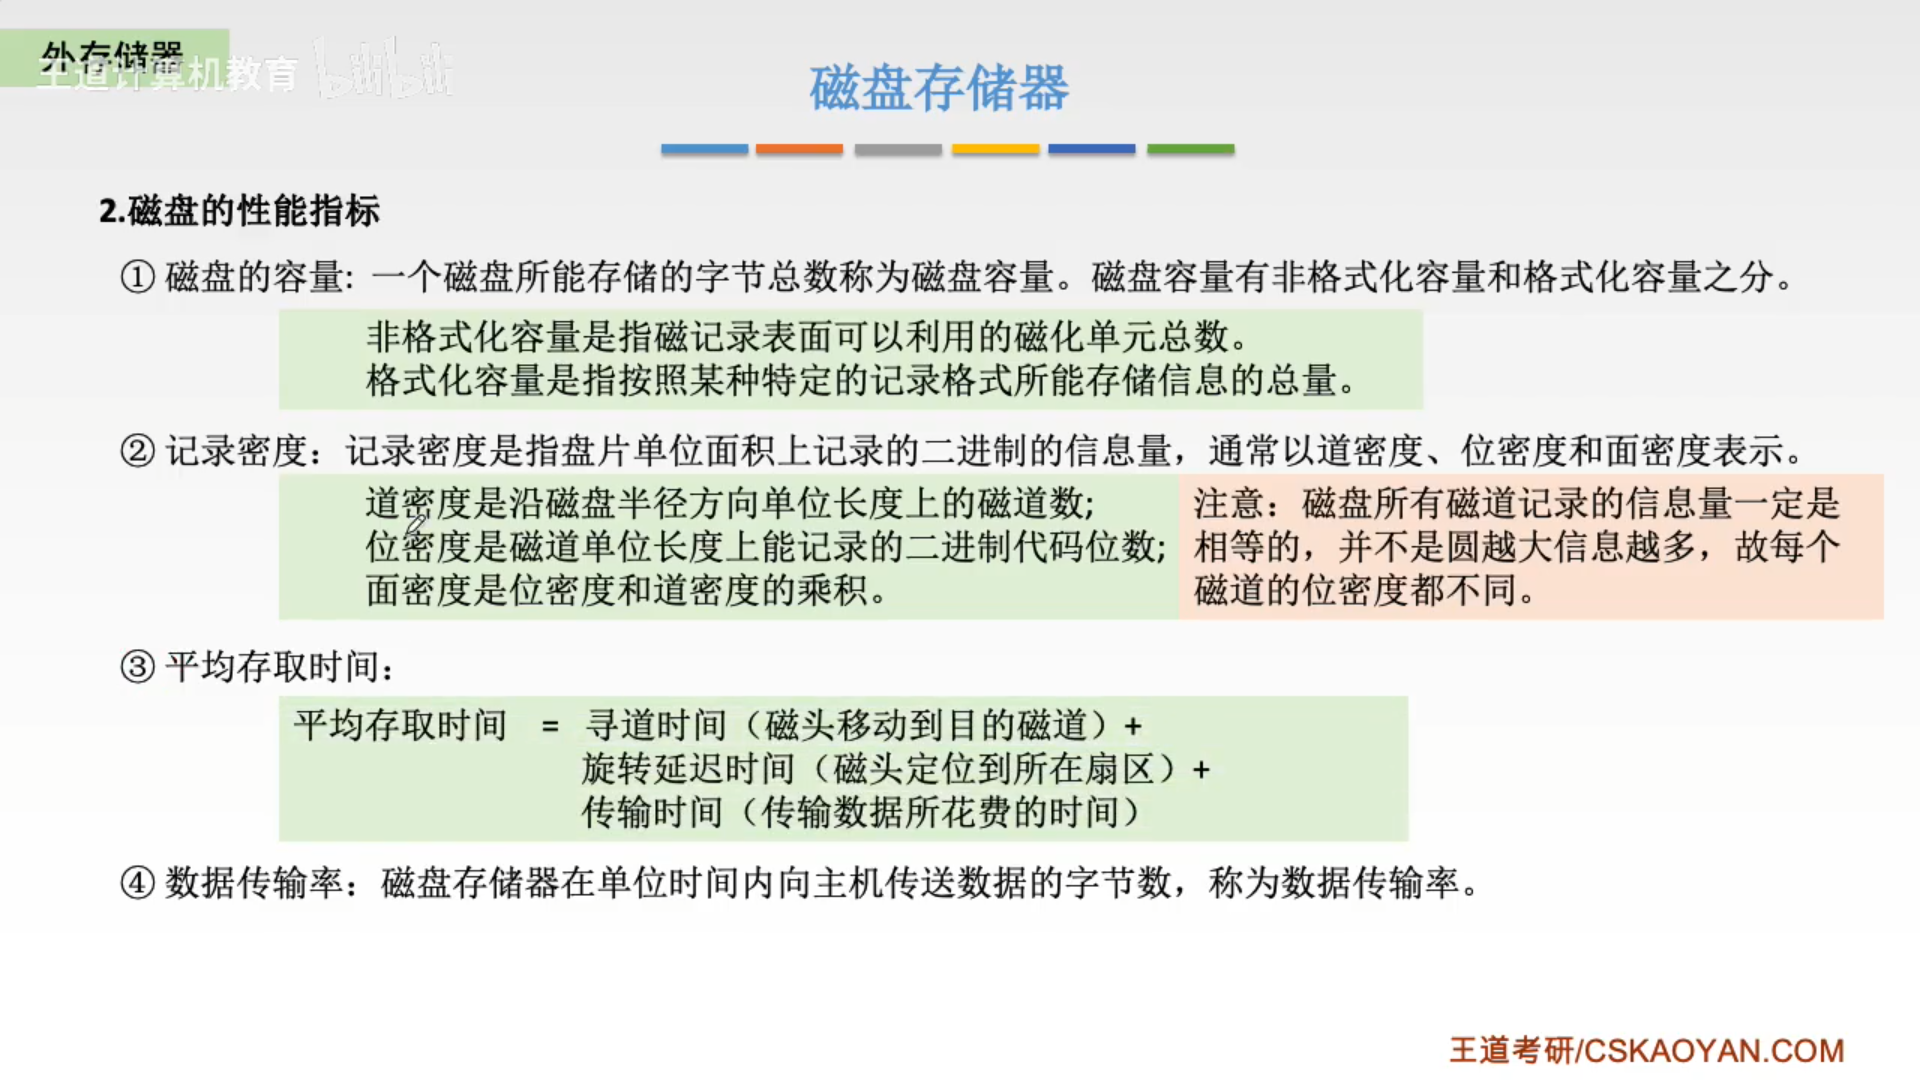 外存储器
王道计算机教育 bilibili
磁盘存储器
2.磁盘的性能指标
① 磁盘的容量: 一个磁盘所能存储的字节总数称为磁盘容量。磁盘容量有非格式化容量和格式化容量之分。
非格式化容量是指磁记录表面可以利用的磁化单元总数。
格式化容量是指按照某种特定的记录格式所能存储信息的总量。
② 记录密度：记录密度是指盘片单位面积上记录的二进制的信息量，通常以道密度、位密度和面密度表示。
道密度是沿磁盘半径方向单位长度上的磁道数;
位密度是磁道单位长度上能记录的二进制代码位数;
面密度是位密度和道密度的乘积。
注意：磁盘所有磁道记录的信息量一定是
相等的，并不是圆越大信息越多，故每个
磁道的位密度都不同。
③ 平均存取时间：
平均存取时间 = 寻道时间（磁头移动到目的磁道）+
旋转延迟时间（磁头定位到所在扇区）+
传输时间（传输数据所花费的时间）
④ 数据传输率：磁盘存储器在单位时间内向主机传送数据的字节数，称为数据传输率。
王道考研/CSKAOYAN.COM